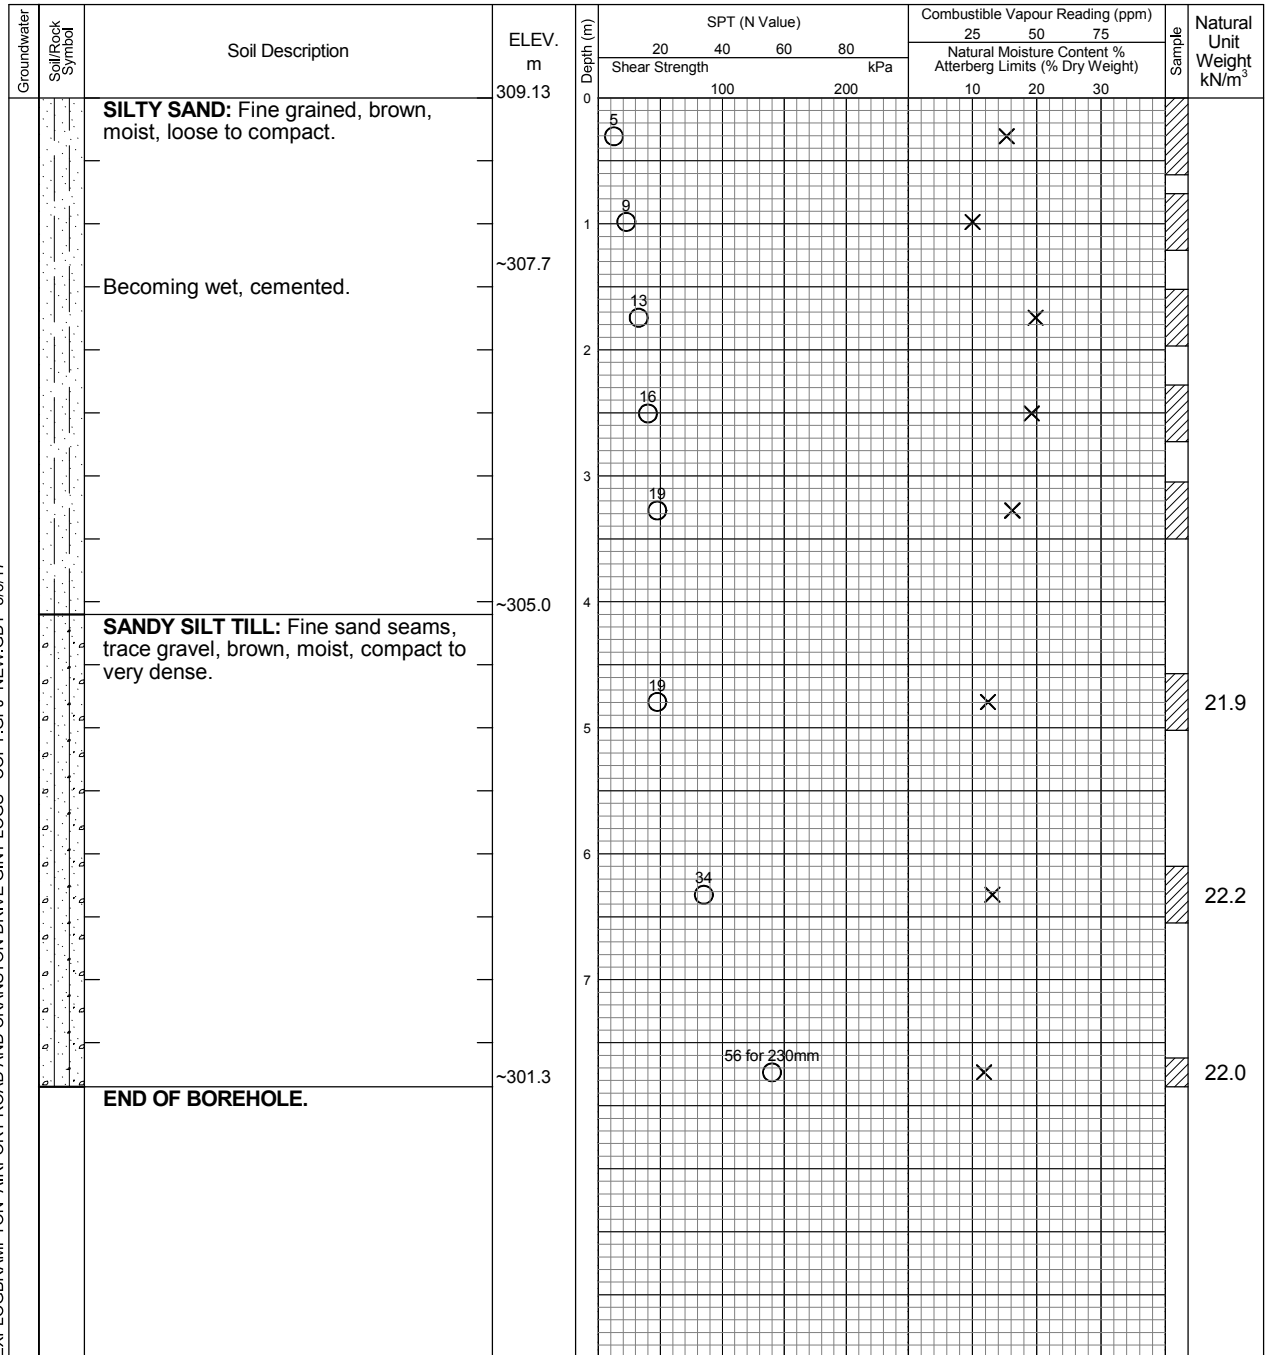 Groundwater
Soil/Rock
Symbol
Soil Description
ELEV.
m
309.13
Depth (m)
SPT (N Value)
20 40 60 80
Shear Strength kPa
100 200
Combustible Vapour Reading (ppm)
25 50 75
Natural Moisture Content %
Atterberg Limits (% Dry Weight)
10 20 30
Sample
Natural
Unit
Weight
kN/m³
0
SILTY SAND: Fine grained, brown,
moist, loose to compact.
5
9
1
~307.7
Becoming wet, cemented.
13
2
16
3
19
~305.0
4
SANDY SILT TILL: Fine sand seams,
trace gravel, brown, moist, compact to
very dense.
19
21.9
5
6
34
22.2
7
56 for 230mm
~301.3
22.0
END OF BOREHOLE.